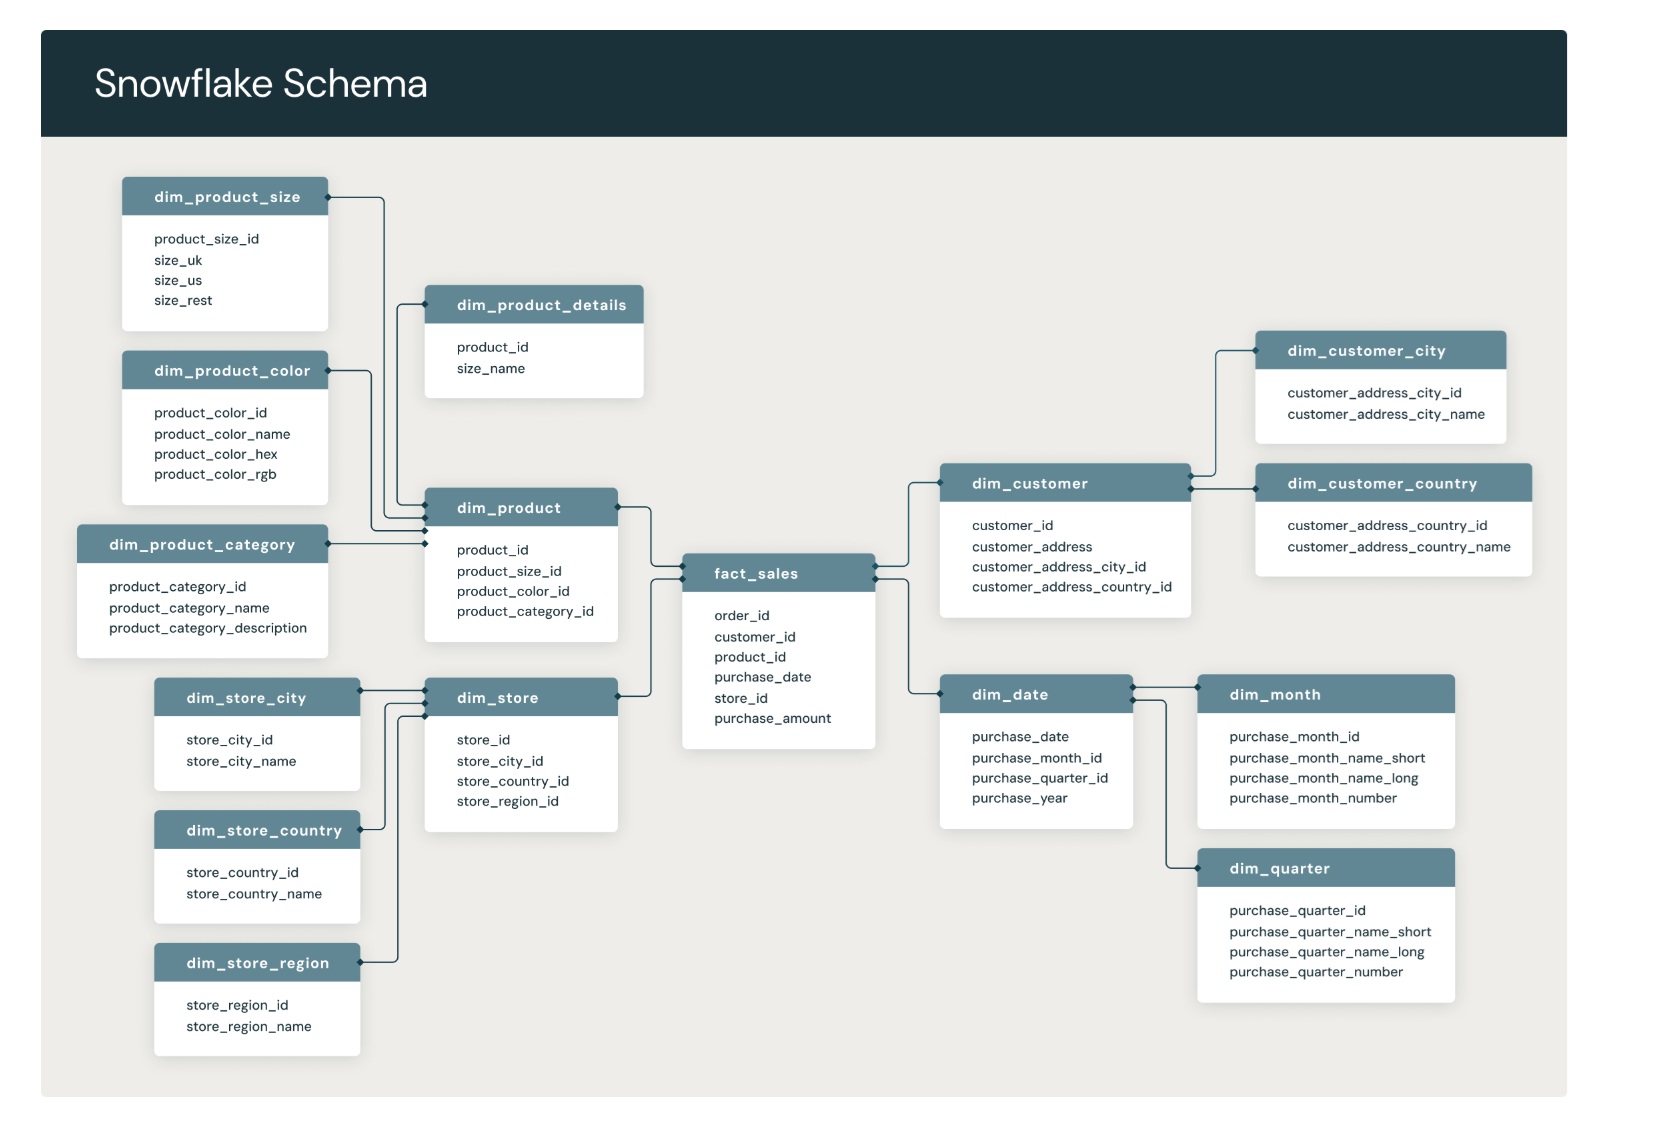 Snowflake Schema
dim_product_size
product_size_id
size_uk
size_us
size_rest
dim_product_details
product_id
size_name
dim_product_color
product_color_id
product_color_name
product_color_hex
product_color_rgb
dim_product
product_id
product_size_id
product_color_id
product_category_id
dim_product_category
product_category_id
product_category_name
product_category_description
dim_store_city
store_city_id
store_city_name
dim_store
store_id
store_city_id
store_country_id
store_region_id
dim_store_country
store_country_id
store_country_name
dim_store_region
store_region_id
store_region_name
fact_sales
order_id
customer_id
product_id
purchase_date
store_id
purchase_amount
dim_customer
customer_id
customer_address
customer_address_city_id
customer_address_country_id
dim_customer_city
customer_address_city_id
customer_address_city_name
dim_customer_country
customer_address_country_id
customer_address_country_name
dim_date
purchase_date
purchase_month_id
purchase_quarter_id
purchase_year
dim_month
purchase_month_id
purchase_month_name_short
purchase_month_name_long
purchase_month_number
dim_quarter
purchase_quarter_id
purchase_quarter_name_short
purchase_quarter_name_long
purchase_quarter_number